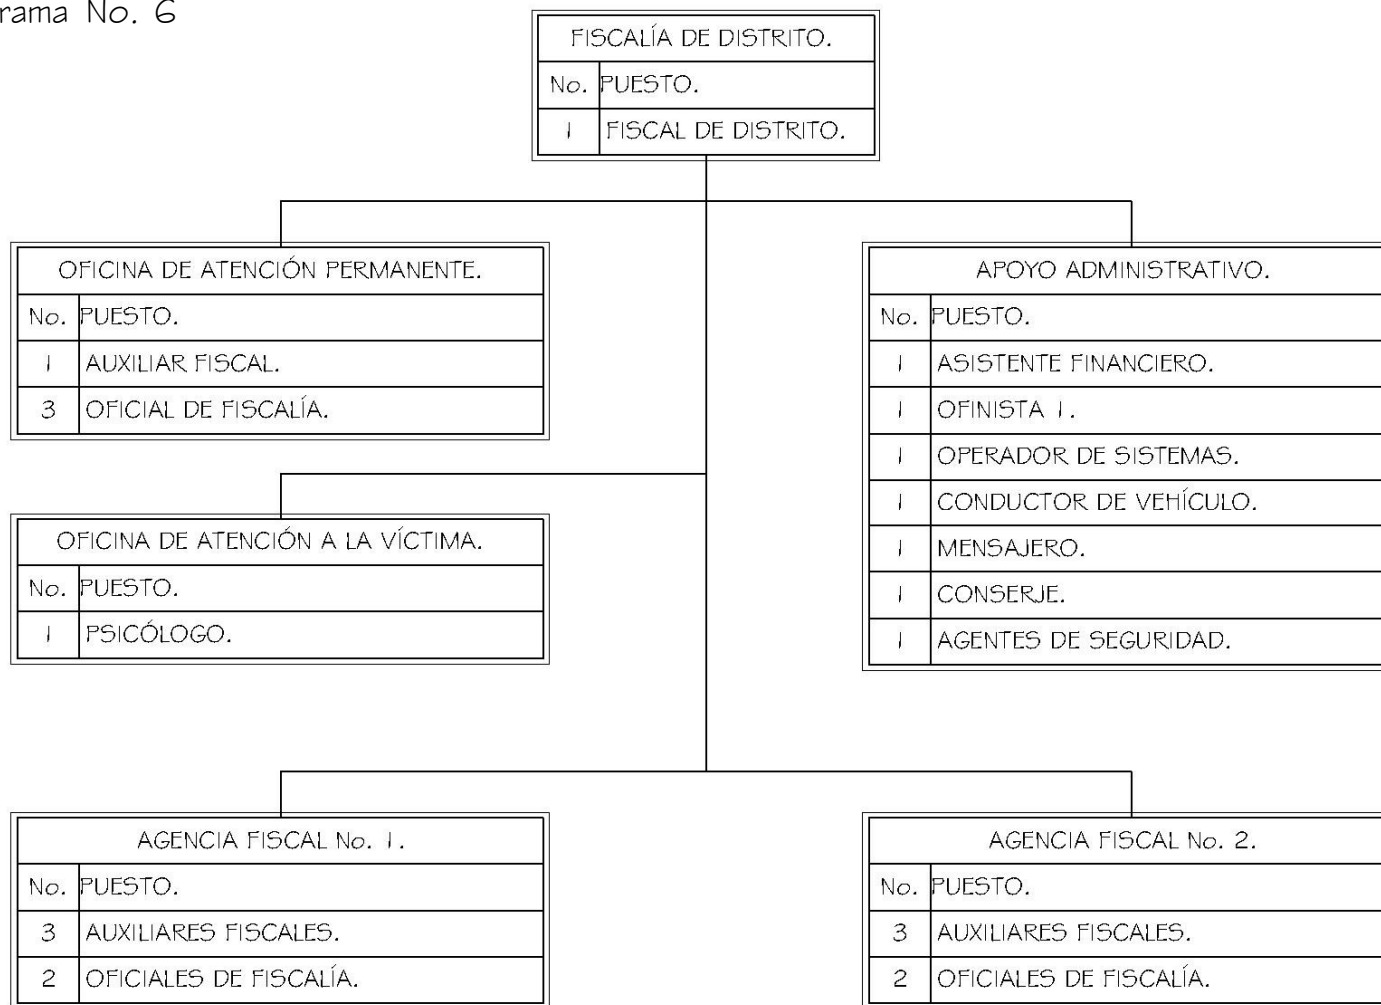 rama No. 6
FISCALÍA DE DISTRITO.
No. PUESTO.
1 FISCAL DE DISTRITO.
OFICINA DE ATENCIÓN PERMANENTE.
No. PUESTO.
1 AUXILIAR FISCAL.
3 OFICIAL DE FISCALÍA.
APOYO ADMINISTRATIVO.
No. PUESTO.
1 ASISTENTE FINANCIERO.
1 OFINISTA 1.
1 OPERADOR DE SISTEMAS.
1 CONDUCTOR DE VEHÍCULO.
1 MENSAJERO.
1 CONSERJE.
1 AGENTES DE SEGURIDAD.
OFICINA DE ATENCIÓN A LA VÍCTIMA.
No. PUESTO.
1 PSICÓLOGO.
AGENCIA FISCAL No. 1.
No. PUESTO.
3 AUXILIARES FISCALES.
2 OFICIALES DE FISCALÍA.
AGENCIA FISCAL No. 2.
No. PUESTO.
3 AUXILIARES FISCALES.
2 OFICIALES DE FISCALÍA.